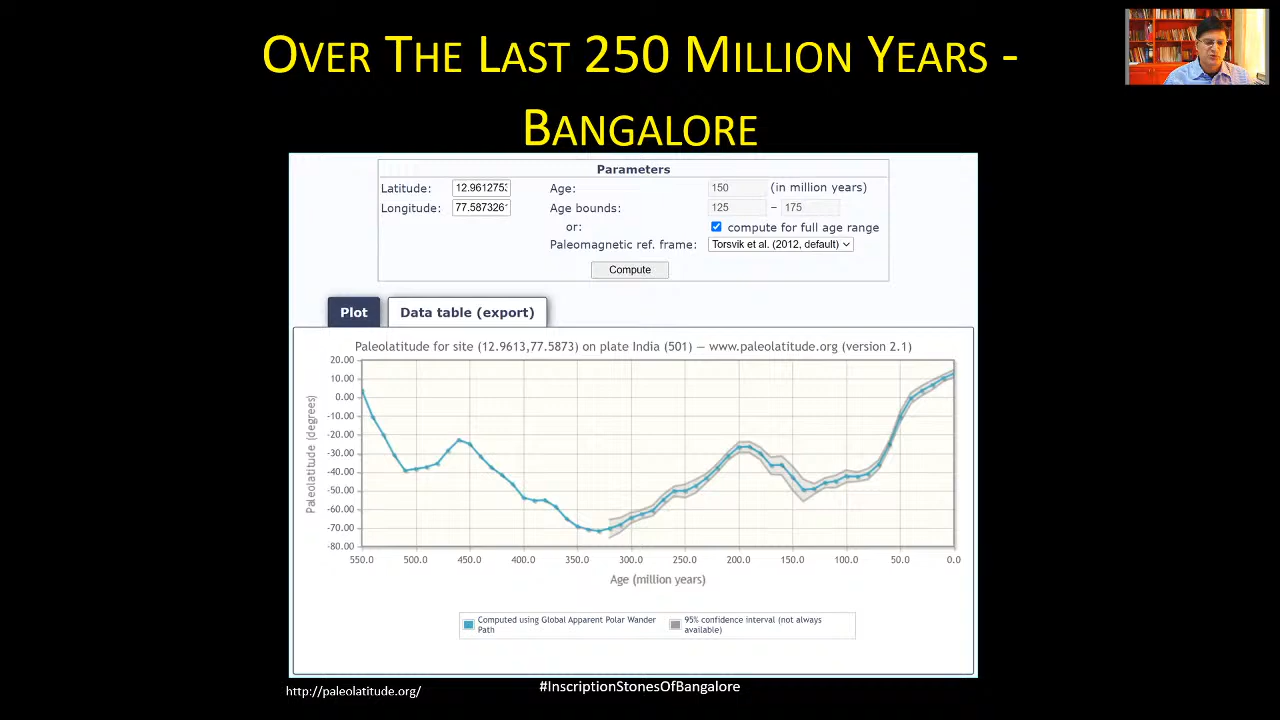 OVER THE LAST 250 MILLION YEARS -
BANGALORE
Parameters
Latitude: 12.9612753 Age: 150 (in million years)
Longitude: 77.587326 Age bounds: 125 – 175
or: compute for full age range
Paleomagnetic ref. frame: Torsvik et al. (2012, default)
Compute
Plot Data table (export)
Paleolatitude for site (12.9613,77.5873) on plate India (501) — www.paleolatitude.org (version 2.1)
20.00
10.00
0.00
-10.00
-20.00
-30.00
-40.00
-50.00
-60.00
-70.00
-80.00
Paleolatitude (degrees)
550.0 500.0 450.0 400.0 350.0 300.0 250.0 200.0 150.0 100.0 50.0 0.0
Age (million years)
Computed using Global Apparent Polar Wander
Path
95% confidence interval (not always
available)
http://paleolatitude.org/
#InscriptionStonesOfBangalore